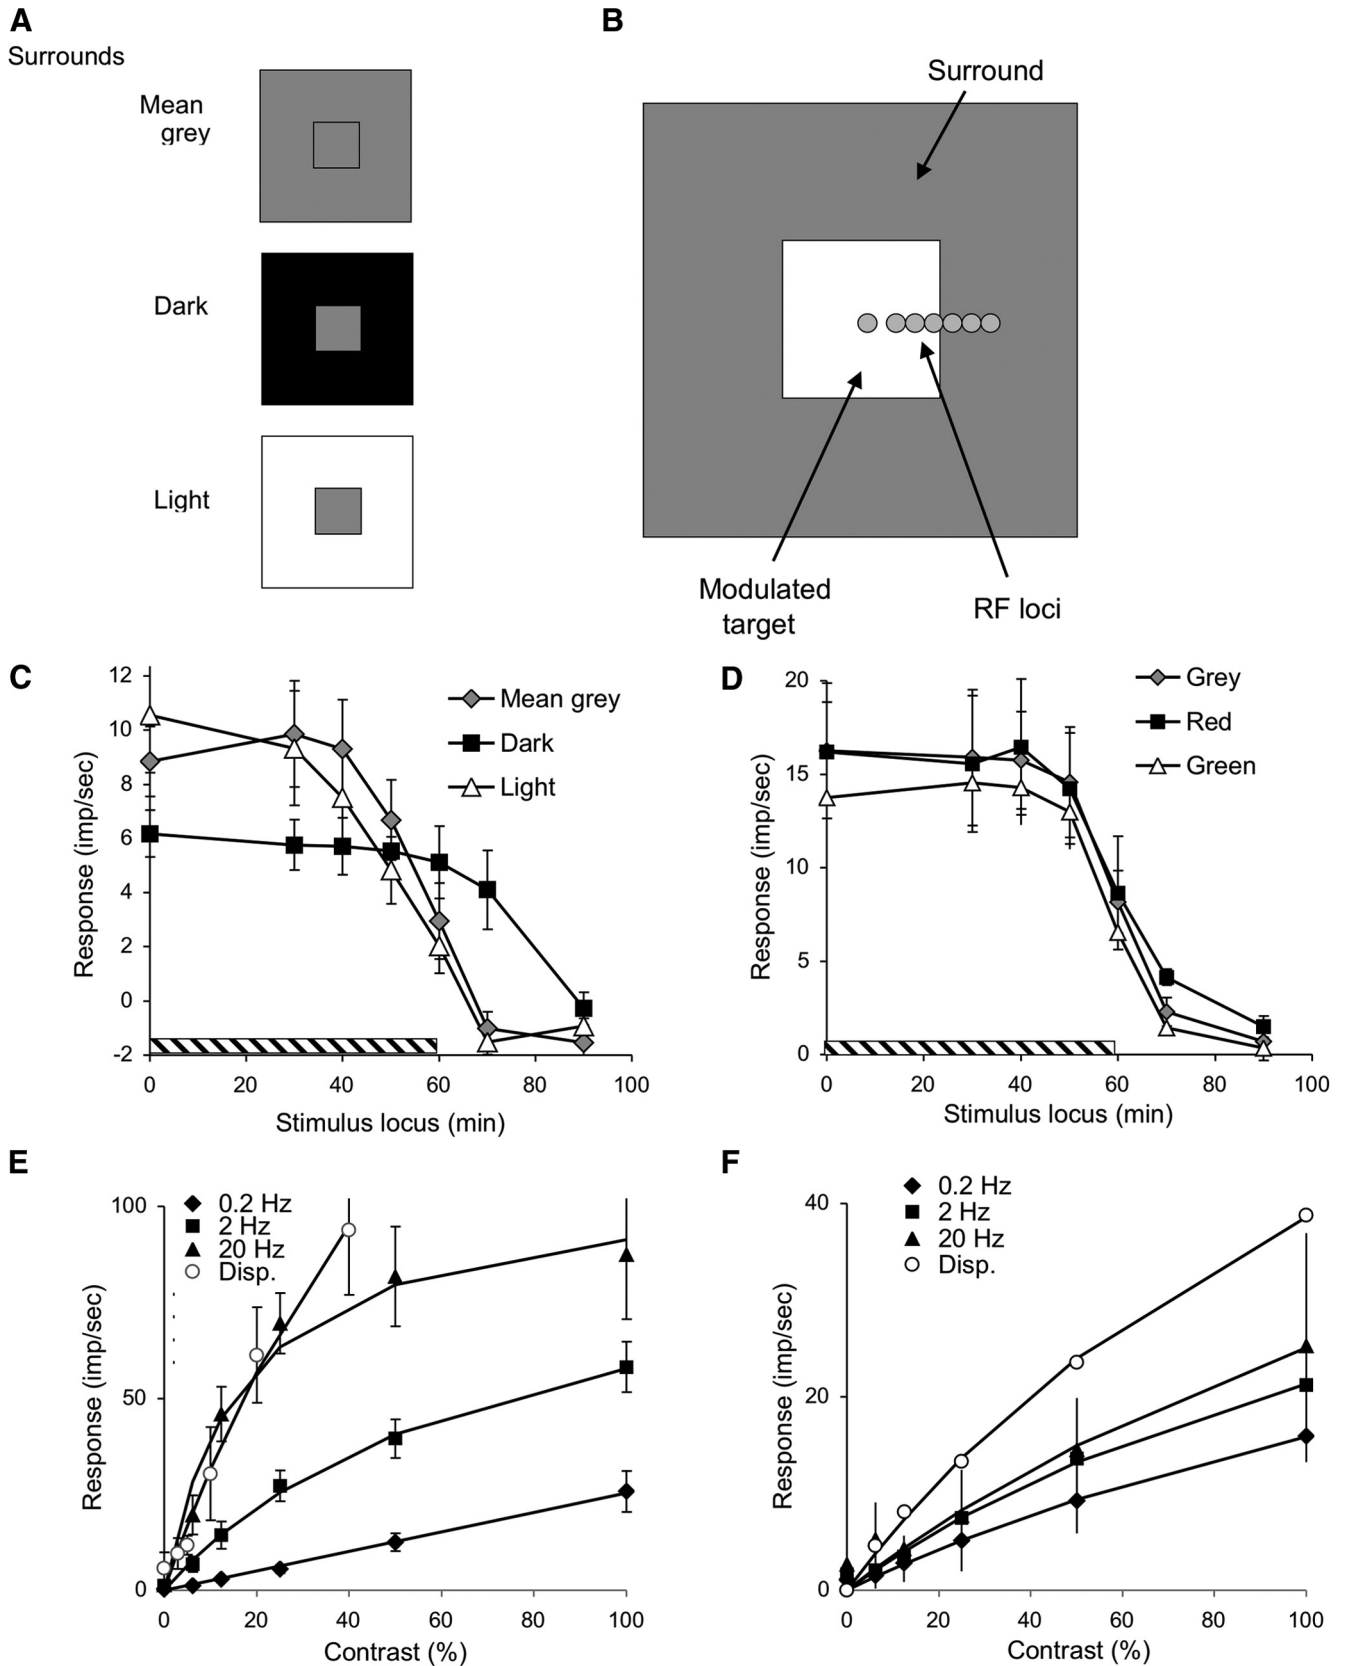 A
Surrounds
Mean
grey
Dark
Light
B
Surround
Modulated
target
RF loci
C
Response (imp/sec)
12
10
8
6
4
2
0
-2
0 20 40 60 80 100
Stimulus locus (min)
Mean grey
Dark
Light
D
Response (imp/sec)
20
15
10
5
0
0 20 40 60 80 100
Stimulus locus (min)
Grey
Red
Green
E
Response (imp/sec)
100
50
0
0 20 40 60 80 100
Contrast (%)
0.2 Hz
2 Hz
20 Hz
Disp.
F
Response (imp/sec)
40
20
0
0 20 40 60 80 100
Contrast (%)
0.2 Hz
2 Hz
20 Hz
Disp.